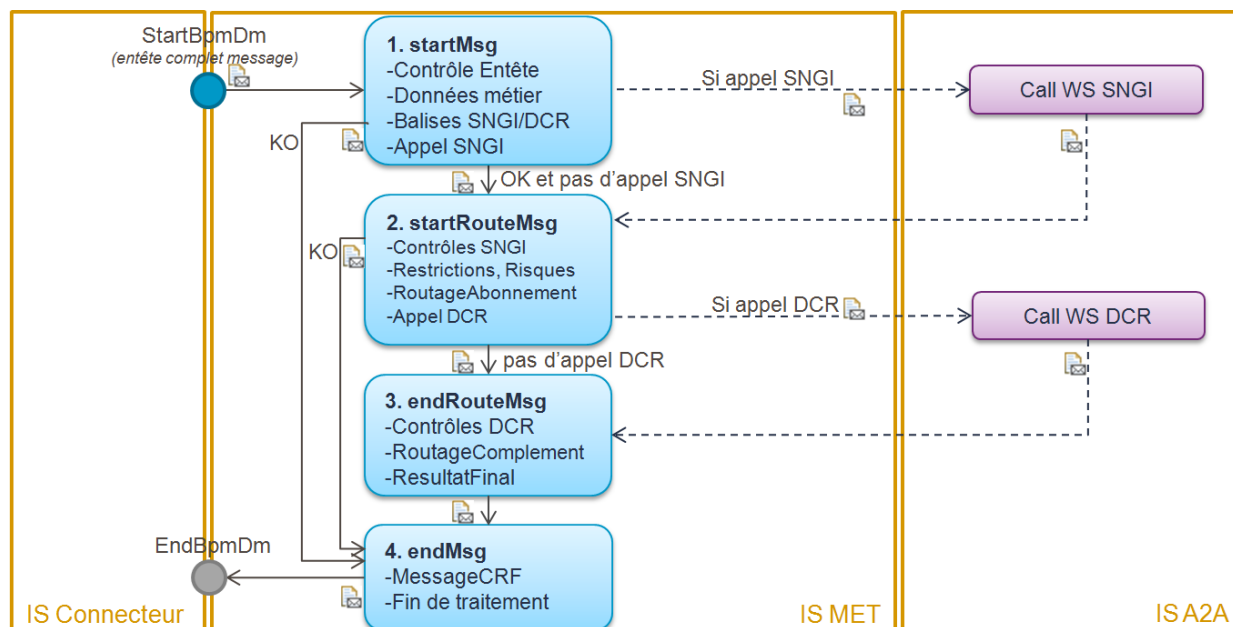 StartBpmDm
(entête complet message)
1. startMsg
-Contrôle Entête
-Données métier
-Balises SNGI/DCR
-Appel SNGI
Si appel SNGI
Call WS SNGI
KO
OK et pas d'appel SNGI
2. startRouteMsg
-Contrôles SNGI
-Restrictions, Risques
-RoutageAbonnement
-Appel DCR
KO
Si appel DCR
Call WS DCR
pas d'appel DCR
3. endRouteMsg
-Contrôles DCR
-RoutageComplement
-ResultatFinal
EndBpmDm
4. endMsg
-MessageCRF
-Fin de traitement
IS Connecteur
IS MET
IS A2A